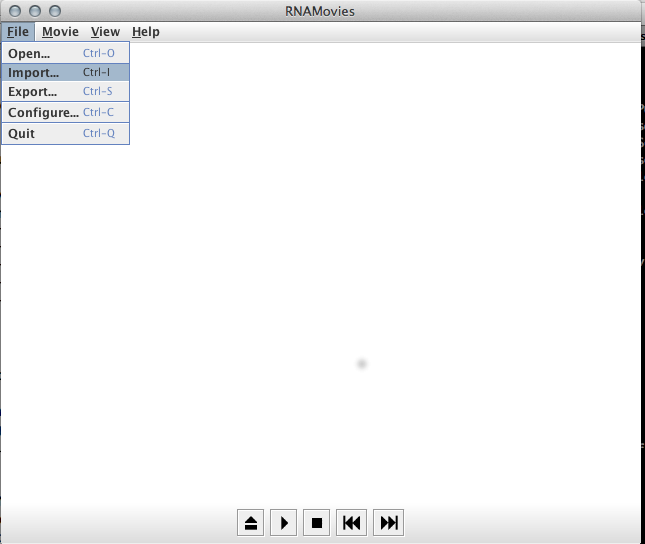 RNAMovies
File Movie View Help
Open... Ctrl-O
Import... Ctrl-I
Export... Ctrl-S
Configure... Ctrl-C
Quit Ctrl-Q